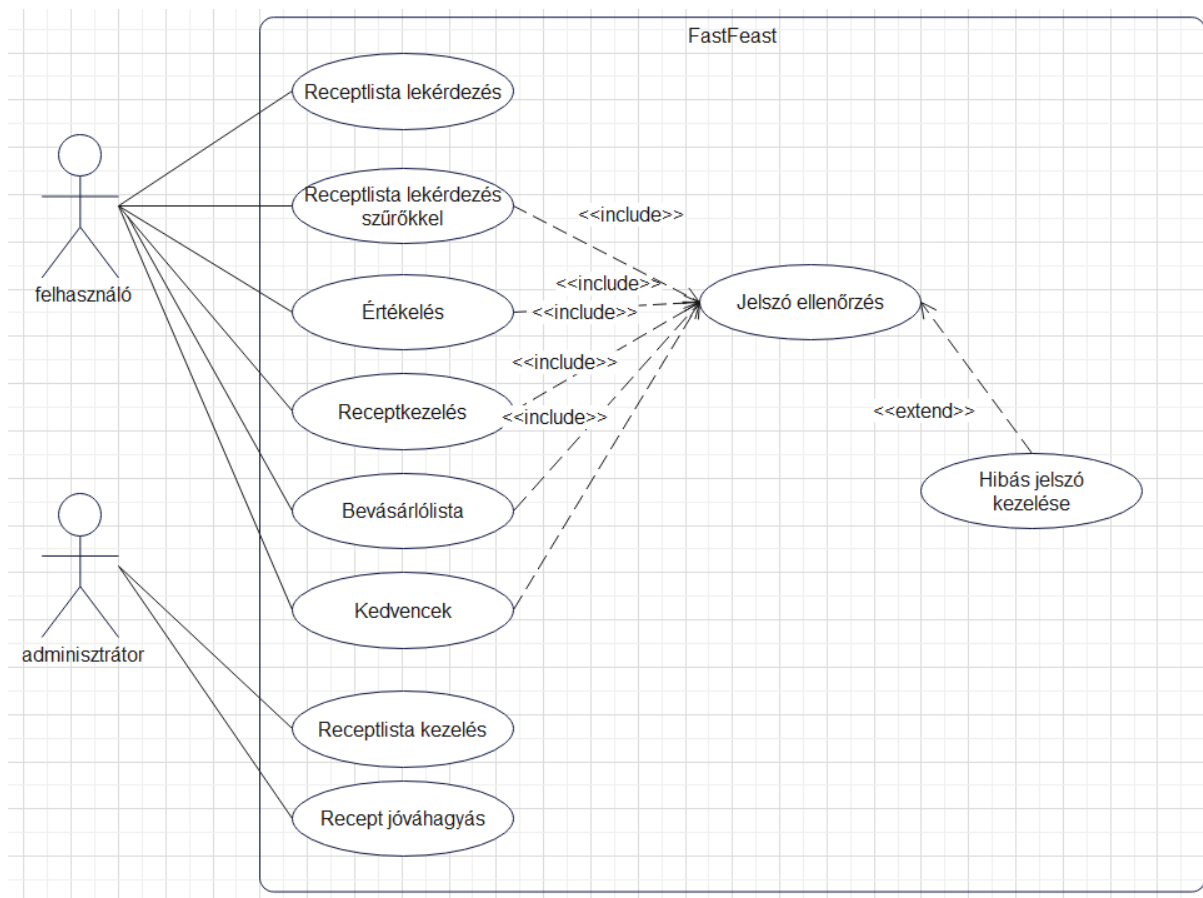 FastFeast
Receptlista lekérdezés
Receptlista lekérdezés
szűrőkkel
<<include>>
felhasználó
<<include>>
Értékelés
<<include>>
Jelszó ellenőrzés
<<include>>
Receptkezelés
<<include>>
<<extend>>
Hibás jelszó
kezelése
Bevásárlólista
Kedvencek
adminisztrátor
Receptlista kezelés
Recept jóváhagyás